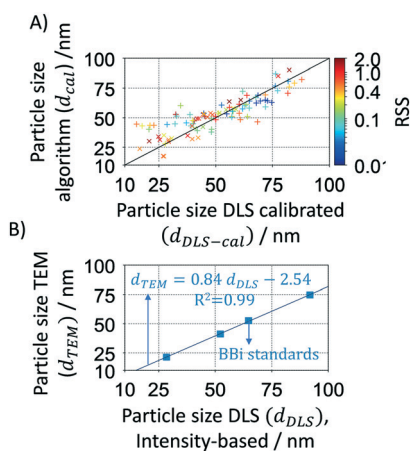 A)
Particle size
algorithm (d_cal) /nm
100
75
50
25
10
10 25 50 75 100
Particle size DLS calibrated
(d_DLS−cal) / nm
2.0
1.0
0.4
0.1
RSS
B)
Particle size TEM
(d_TEM) / nm
100
75
50
25
10
d_TEM = 0.84 d_DLS − 2.54
R²=0.99
BBi standards
10 25 50 75 100
Particle size DLS (d_DLS),
Intensity-based / nm